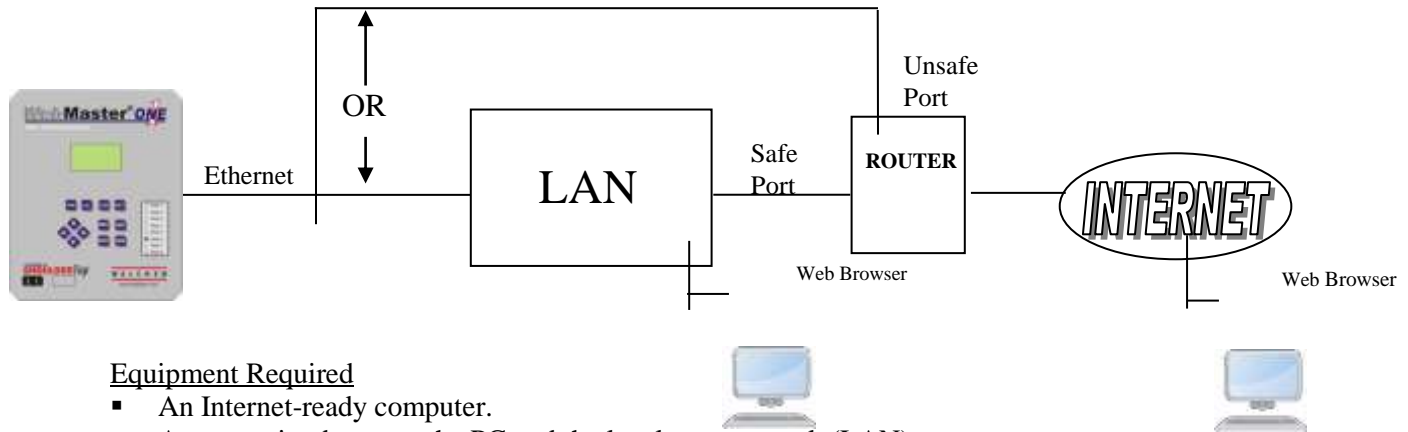 WebMaster® ONE
Ethernet
OR
LAN
Safe
Port
Unsafe
Port
ROUTER
INTERNET
Web Browser
Web Browser
WALCHEM
Equipment Required
▪ An Internet-ready computer.